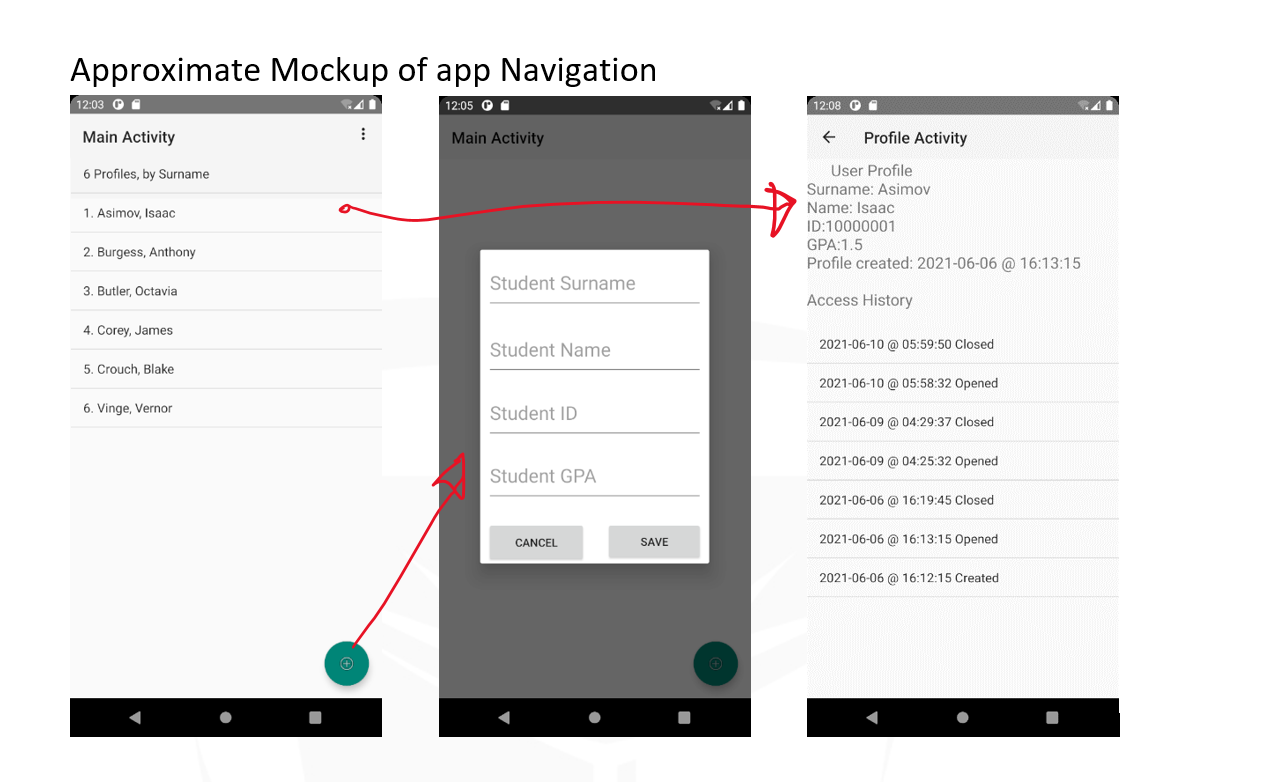 Approximate Mockup of app Navigation
12:03
Main Activity
6 Profiles, by Surname
1. Asimov, Isaac
2. Burgess, Anthony
3. Butler, Octavia
4. Corey, James
5. Crouch, Blake
6. Vinge, Vernor
12:05
Main Activity
Student Surname
Student Name
Student ID
Student GPA
CANCEL SAVE
12:08
Profile Activity
User Profile
Surname: Asimov
Name: Isaac
ID:10000001
GPA:1.5
Profile created: 2021-06-06 @ 16:13:15
Access History
2021-06-10 @ 05:59:50 Closed
2021-06-10 @ 05:58:32 Opened
2021-06-09 @ 04:29:37 Closed
2021-06-09 @ 04:25:32 Opened
2021-06-06 @ 16:19:45 Closed
2021-06-06 @ 16:13:15 Opened
2021-06-06 @ 16:12:15 Created